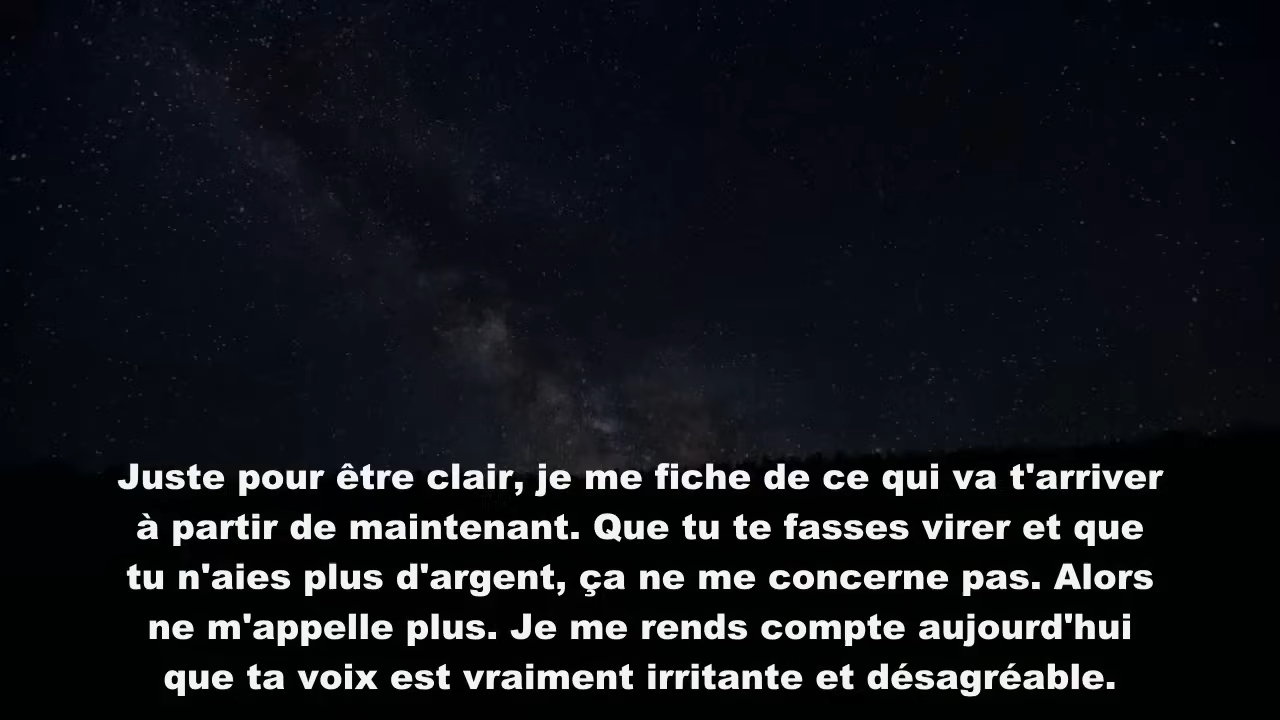 Juste pour être clair, je me fiche de ce qui va t'arriver
à partir de maintenant. Que tu te fasses virer et que
tu n'aies plus d'argent, ça ne me concerne pas. Alors
ne m'appelle plus. Je me rends compte aujourd'hui
que ta voix est vraiment irritante et désagréable.